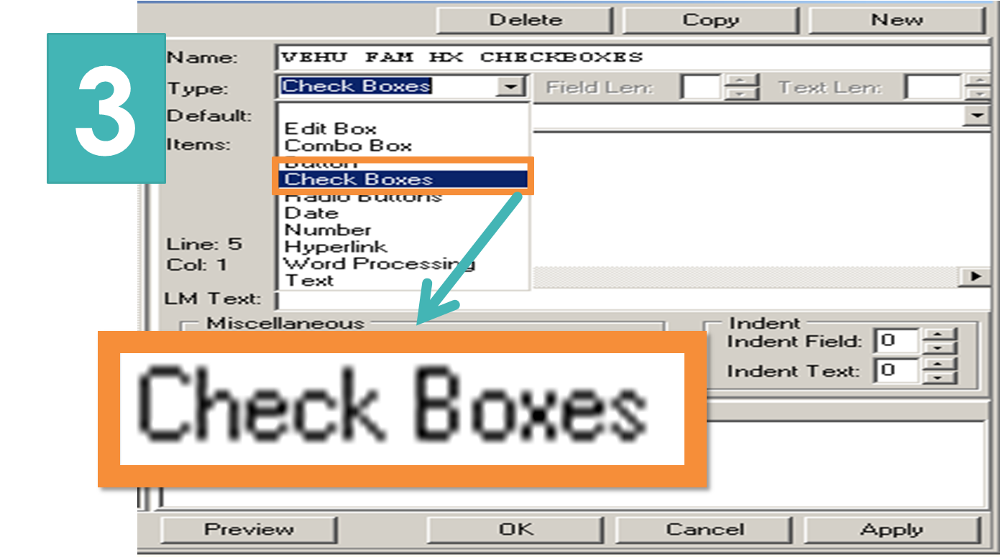 Delete Copy New
3
Name: VEHU FAM HX CHECKBOXES
Type: Check Boxes Field Len: Text Len:
Default:
Edit Box
Items:
Combo Box
Button
Check Boxes
Radio Buttons
Date
Number
Line: 5
Hyperlink
Col: 1
Word Processing
Text
LM Text:
Miscellaneous Indent
Indent Field: 0
Indent Text: 0
Check Boxes
Preview OK Cancel Apply